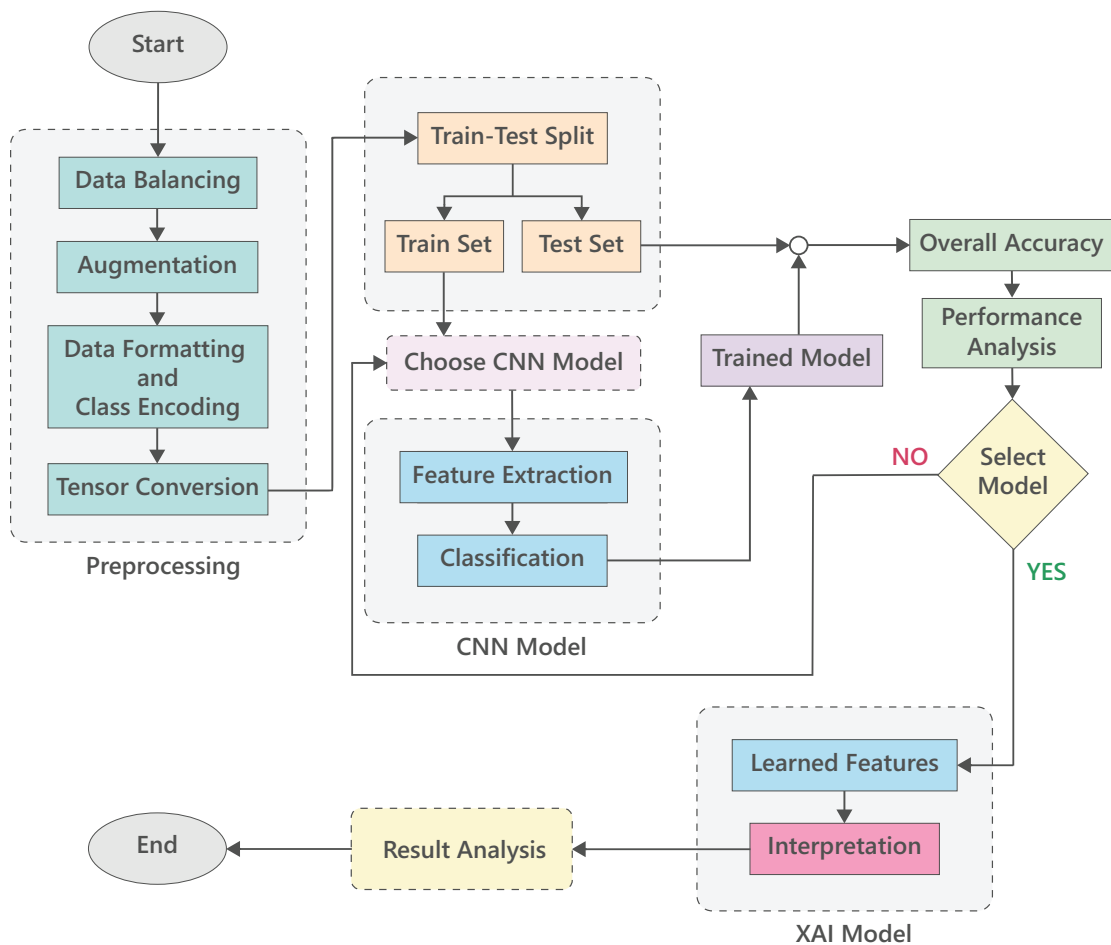 Start
Data Balancing
Augmentation
Data Formatting
and
Class Encoding
Tensor Conversion
Preprocessing
Train-Test Split
Train Set
Test Set
Choose CNN Model
Feature Extraction
Classification
CNN Model
Trained Model
Overall Accuracy
Performance
Analysis
Select
Model
NO
YES
Learned Features
Interpretation
XAI Model
Result Analysis
End